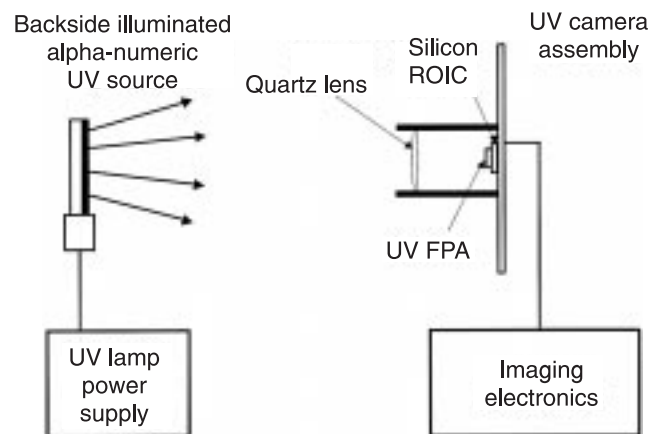 Backside illuminated
alpha-numeric
UV source
Quartz lens
Silicon
ROIC
UV camera
assembly
UV FPA
UV lamp
power
supply
Imaging
electronics